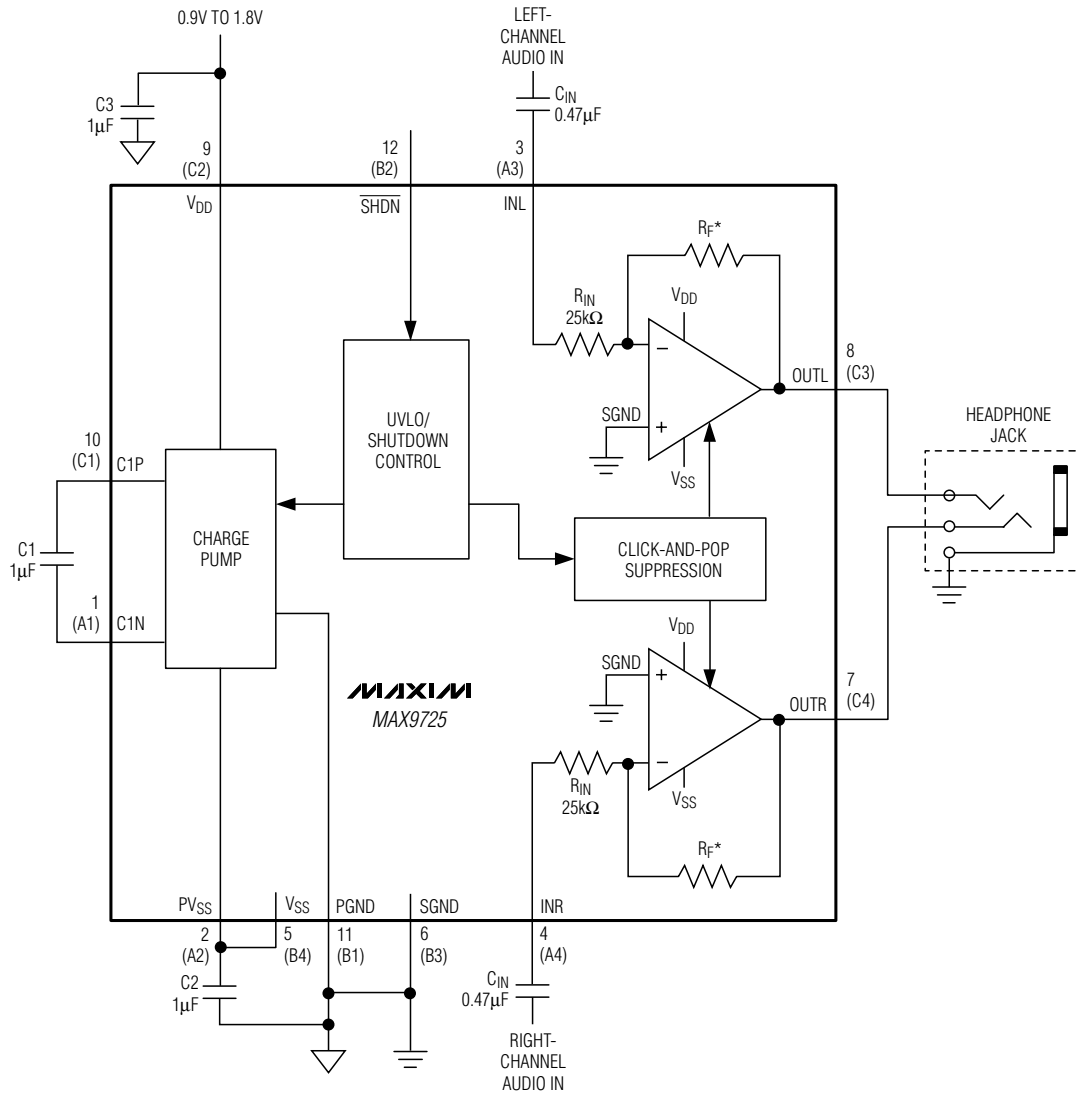 0.9V TO 1.8V
LEFT-
CHANNEL
AUDIO IN
C3
1μF
CIN
0.47μF
9
(C2)
12
(B2)
3
(A3)
VDD
SHDN
INL
RF*
RIN
25kΩ
VDD
−
SGND
+
VSS
OUTL
8
(C3)
HEADPHONE
JACK
UVLO/
SHUTDOWN
CONTROL
10
(C1)
C1P
CHARGE
PUMP
C1
1μF
CLICK-AND-POP
SUPPRESSION
1
(A1)
C1N
VDD
SGND
+
MAXIM
MAX9725
OUTR
7
(C4)
−
RIN
25kΩ
VSS
RF*
PVSS
VSS
PGND
SGND
INR
2
(A2)
5
(B4)
11
(B1)
6
(B3)
4
(A4)
C2
1μF
CIN
0.47μF
RIGHT-
CHANNEL
AUDIO IN